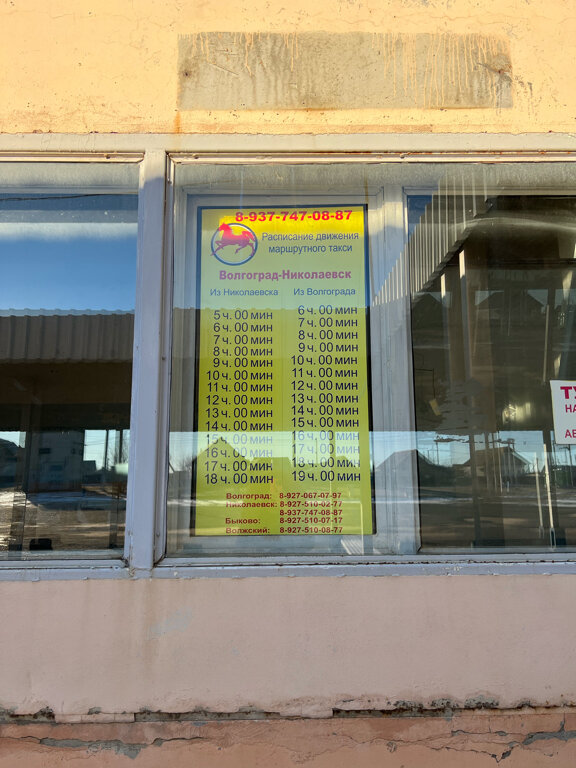 8-937-747-08-87
Расписание движения
маршрутного такси
Волгоград-Николаевск
Из Николаевска Из Волгограда
5 ч. 00 мин 6 ч. 00 мин
6 ч. 00 мин 7 ч. 00 мин
7 ч. 00 мин 8 ч. 00 мин
8 ч. 00 мин 9 ч. 00 мин
9 ч. 00 мин 10 ч. 00 мин
10 ч. 00 мин 11 ч. 00 мин
11 ч. 00 мин 12 ч. 00 мин
12 ч. 00 мин 13 ч. 00 мин
13 ч. 00 мин 14 ч. 00 мин
14 ч. 00 мин 15 ч. 00 мин
15 ч. 00 мин 16 ч. 00 мин
16 ч. 00 мин 17 ч. 00 мин
17 ч. 00 мин 18 ч. 00 мин
18 ч. 00 мин 19 ч. 00 мин
Волгоград: 8-927-067-07-97
Николаевск: 8-927-510-02-77
8-937-747-08-87
Быково: 8-927-510-07-17
Волжский: 8-927-510-08-77
ТУ
НА
АВ